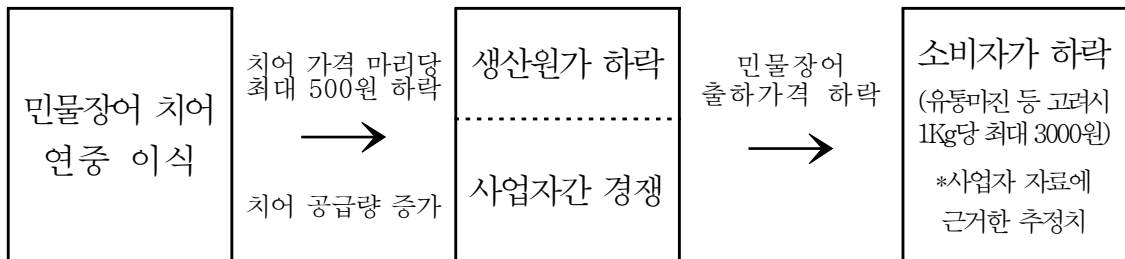 민물장어 치어
연중 이식
치어 가격 마리당
최대 500원 하락
치어 공급량 증가
생산원가 하락
사업자간 경쟁
민물장어
출하가격 하락
소비자가 하락
(유통마진 등 고려시
1Kg당 최대 3000원)
*사업자 자료에
근거한 추정치